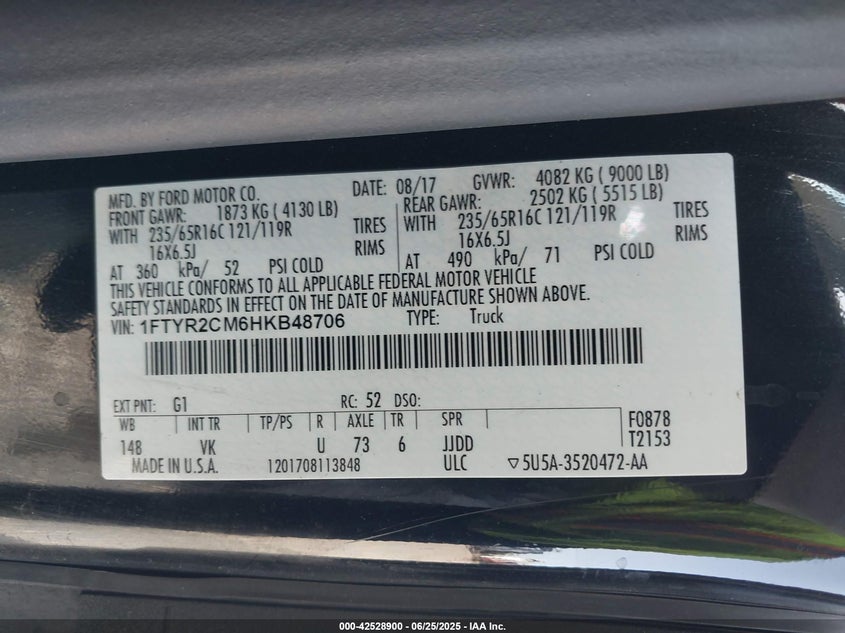 MFD. BY FORD MOTOR CO. DATE: 08/17 GVWR: 4082 KG ( 9000 LB)
FRONT GAWR: 1873 KG ( 4130 LB) REAR GAWR: 2502 KG ( 5515 LB)
WITH 235/65R16C 121/119R TIRES WITH 235/65R16C 121/119R TIRES
16X6.5J RIMS 16X6.5J RIMS
AT 360 kPa/ 52 PSI COLD AT 490 kPa/ 71 PSI COLD
THIS VEHICLE CONFORMS TO ALL APPLICABLE FEDERAL MOTOR VEHICLE
SAFETY STANDARDS IN EFFECT ON THE DATE OF MANUFACTURE SHOWN ABOVE.
VIN: 1FTYR2CM6HKB48706 TYPE: Truck
EXT PNT: G1 RC: 52 DSO:
WB INT TR TP/PS R AXLE TR SPR F0878
148 VK U 73 6 JJDD T2153
MADE IN U.S.A. 1201708113848 ULC ▽5U5A-3520472-AA
000-42528900 - 06/25/2025 - IAA Inc.